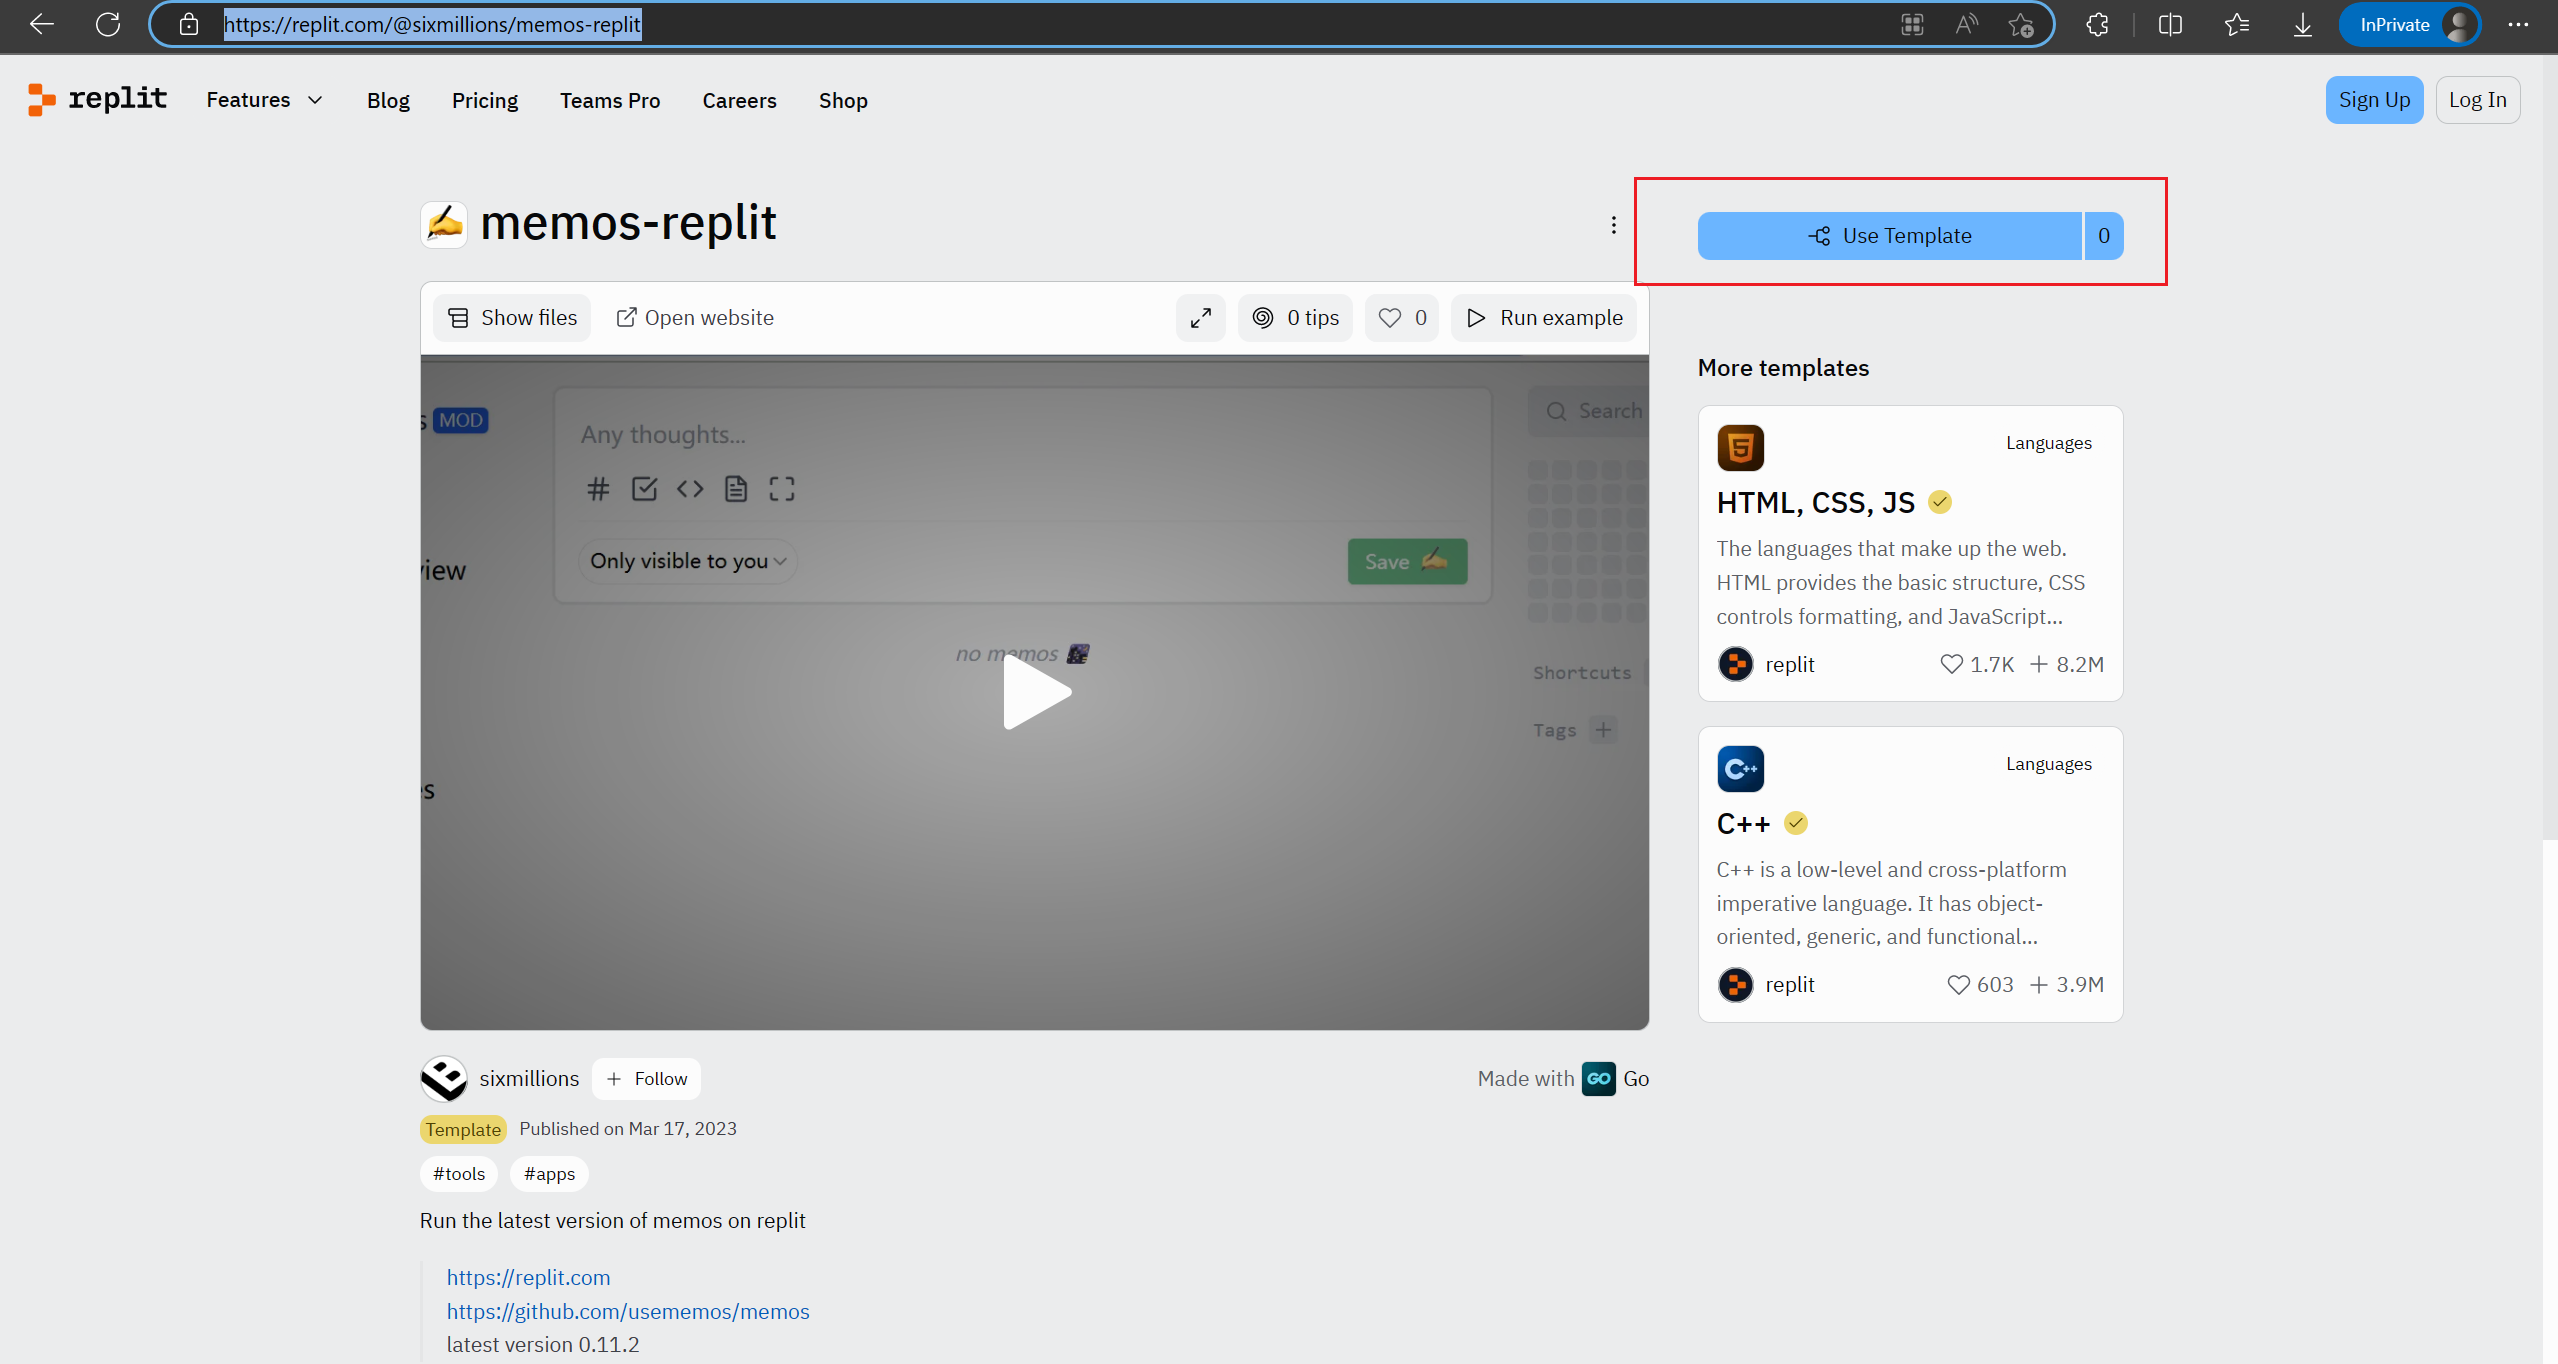 https://replit.com/@sixmillions/memos-replit
InPrivate
replit
Features
Blog
Pricing
Teams Pro
Careers
Shop
Sign Up
Log In
memos-replit
Use Template
0
Show files
Open website
0 tips
0
Run example
MOD
Any thoughts...
Search
Only visible to you
Save
no memos
Shortcuts
Tags
More templates
Languages
HTML, CSS, JS
The languages that make up the web.
HTML provides the basic structure, CSS
controls formatting, and JavaScript...
replit
1.7K
8.2M
Languages
C++
C++ is a low-level and cross-platform
imperative language. It has object-
oriented, generic, and functional...
replit
603
3.9M
sixmillions
Follow
Made with GO Go
Template
Published on Mar 17, 2023
#tools
#apps
Run the latest version of memos on replit
https://replit.com
https://github.com/usememos/memos
latest version 0.11.2